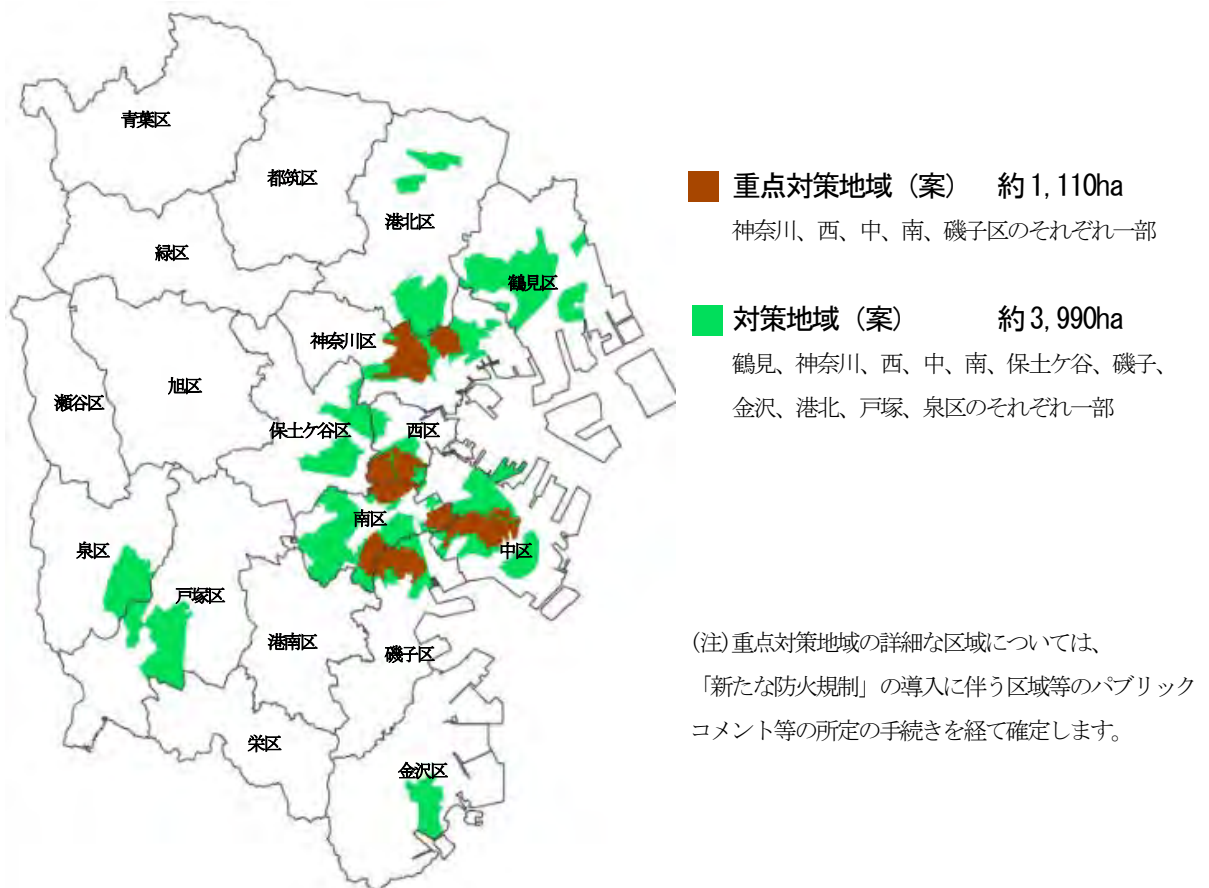 青葉区
都筑区
港北区
緑区
鶴見区
神奈川区
旭区
瀬谷区
保土ケ谷区
西区
南区
中区
泉区
戸塚区
港南区
磯子区
栄区
金沢区
重点対策地域（案）　約1,110ha
神奈川、西、中、南、磯子区のそれぞれ一部
対策地域（案）　約3,990ha
鶴見、神奈川、西、中、南、保土ケ谷、磯子、
金沢、港北、戸塚、泉区のそれぞれ一部
(注)重点対策地域の詳細な区域については、
「新たな防火規制」の導入に伴う区域等のパブリック
コメント等の所定の手続きを経て確定します。